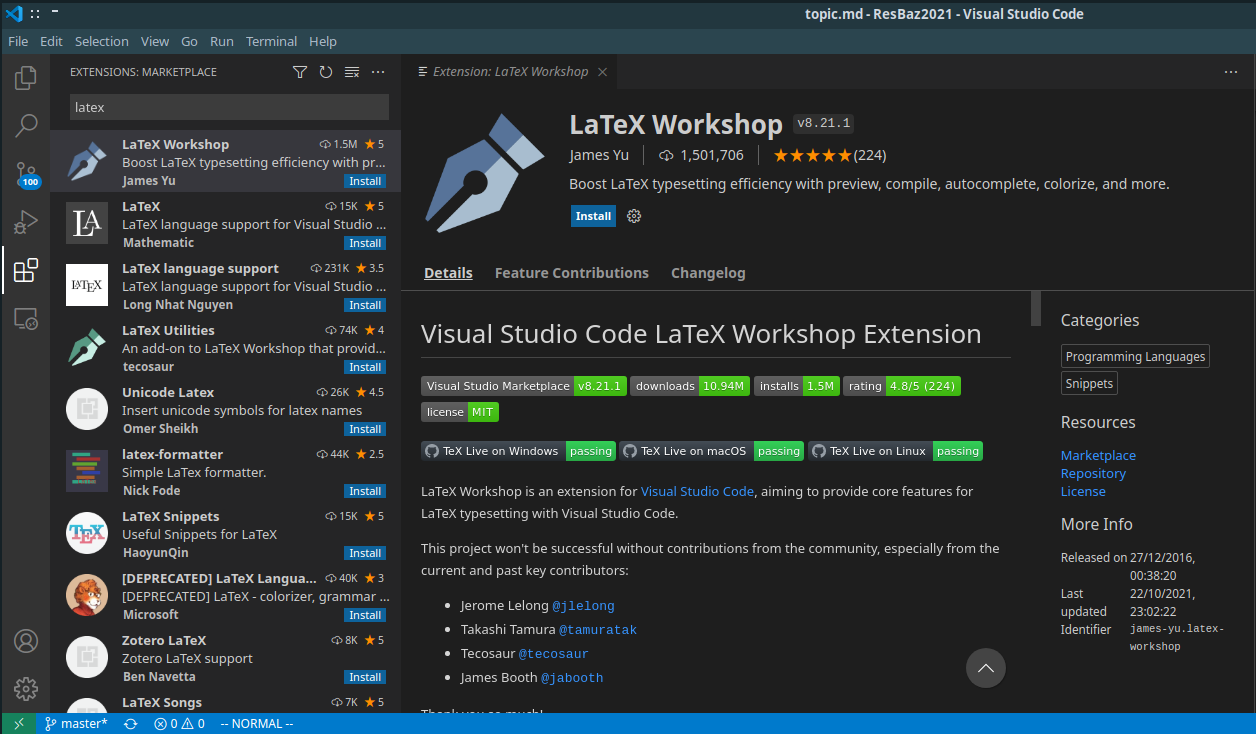 topic.md - ResBaz2021 - Visual Studio Code
File Edit Selection View Go Run Terminal Help
EXTENSIONS: MARKETPLACE
latex
LaTeX Workshop 1.5M ★ 5
Boost LaTeX typesetting efficiency with pr...
James Yu Install
LaTeX 15K ★ 5
LaTeX language support for Visual Studio ...
Mathematic Install
LaTeX language support 231K ★ 3.5
LaTeX language support for Visual Studio ...
Long Nhat Nguyen Install
LaTeX Utilities 74K ★ 4
An add-on to LaTeX Workshop that provid...
tecosaur Install
Unicode Latex 26K ★ 4.5
Insert unicode symbols for latex names
Omer Sheikh Install
latex-formatter 44K ★ 2.5
Simple LaTex formatter.
Nick Fode Install
LaTeX Snippets 15K ★ 5
Useful Snippets for LaTeX
HaoyunQin Install
[DEPRECATED] LaTeX Langua... 40K ★ 3
[DEPRECATED] LaTeX - colorizer, grammar ...
Microsoft Install
Zotero LaTeX 8K ★ 5
Zotero LaTeX support
Ben Navetta Install
LaTeX Songs 7K ★ 5
100
LA
LATEX
TEX
Extension: LaTeX Workshop
LaTeX Workshop v8.21.1
James Yu 1,501,706 ★★★★★(224)
Boost LaTeX typesetting efficiency with preview, compile, autocomplete, colorize, and more.
Install
Details Feature Contributions Changelog
Visual Studio Code LaTeX Workshop Extension
Visual Studio Marketplace v8.21.1 downloads 10.94M installs 1.5M rating 4.8/5 (224)
license MIT
TeX Live on Windows passing TeX Live on macOS passing TeX Live on Linux passing
LaTeX Workshop is an extension for Visual Studio Code, aiming to provide core features for
LaTeX typesetting with Visual Studio Code.
This project won't be successful without contributions from the community, especially from the
current and past key contributors:
• Jerome Lelong @jlelong
• Takashi Tamura @tamuratak
• Tecosaur @tecosaur
• James Booth @jabooth
Thank you so much!
Categories
Programming Languages
Snippets
Resources
Marketplace
Repository
License
More Info
Released on 27/12/2016,
00:38:20
Last 22/10/2021,
updated 23:02:22
Identifier james-yu.latex-
workshop
master* 0 0 -- NORMAL --